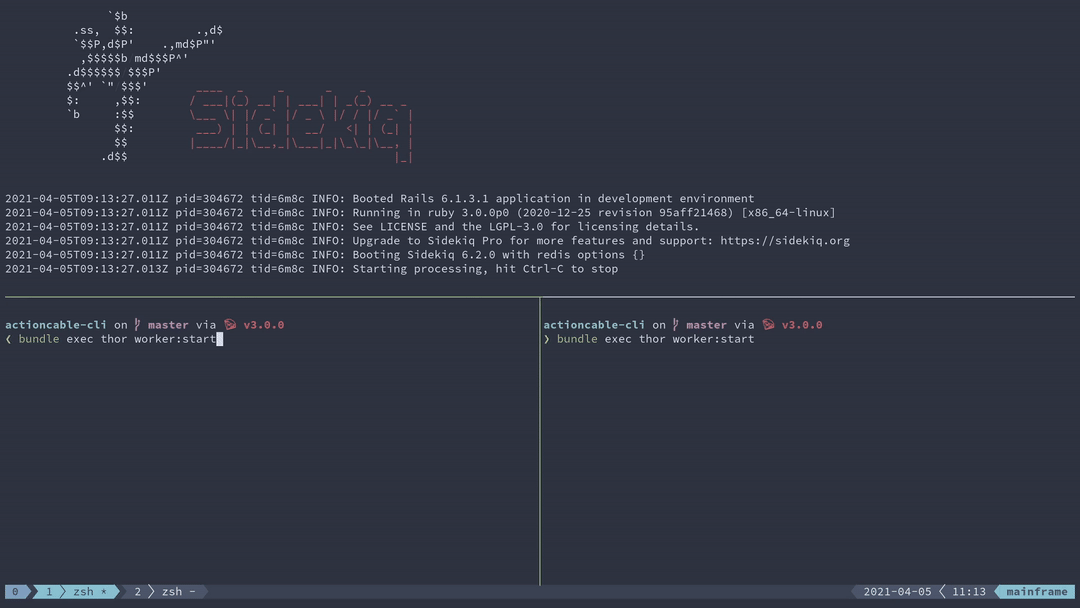 `$b
.ss,  $$:         .,d$
`$$P,d$P'    .,md$P"'
,$$$$$b md$$$P^'
.d$$$$$$ $$$P'
$$^' `" $$$'
$:     ,$$:
`b     :$$
$$:
$$
.d$$
Sidekiq
2021-04-05T09:13:27.011Z pid=304672 tid=6m8c INFO: Booted Rails 6.1.3.1 application in development environment
2021-04-05T09:13:27.011Z pid=304672 tid=6m8c INFO: Running in ruby 3.0.0p0 (2020-12-25 revision 95aff21468) [x86_64-linux]
2021-04-05T09:13:27.011Z pid=304672 tid=6m8c INFO: See LICENSE and the LGPL-3.0 for licensing details.
2021-04-05T09:13:27.011Z pid=304672 tid=6m8c INFO: Upgrade to Sidekiq Pro for more features and support: https://sidekiq.org
2021-04-05T09:13:27.011Z pid=304672 tid=6m8c INFO: Booting Sidekiq 6.2.0 with redis options {}
2021-04-05T09:13:27.013Z pid=304672 tid=6m8c INFO: Starting processing, hit Ctrl-C to stop
actioncable-cli on master via v3.0.0
❮ bundle exec thor worker:start
actioncable-cli on master via v3.0.0
❯ bundle exec thor worker:start
0 1 zsh * 2 zsh - 2021-04-05 11:13 mainframe